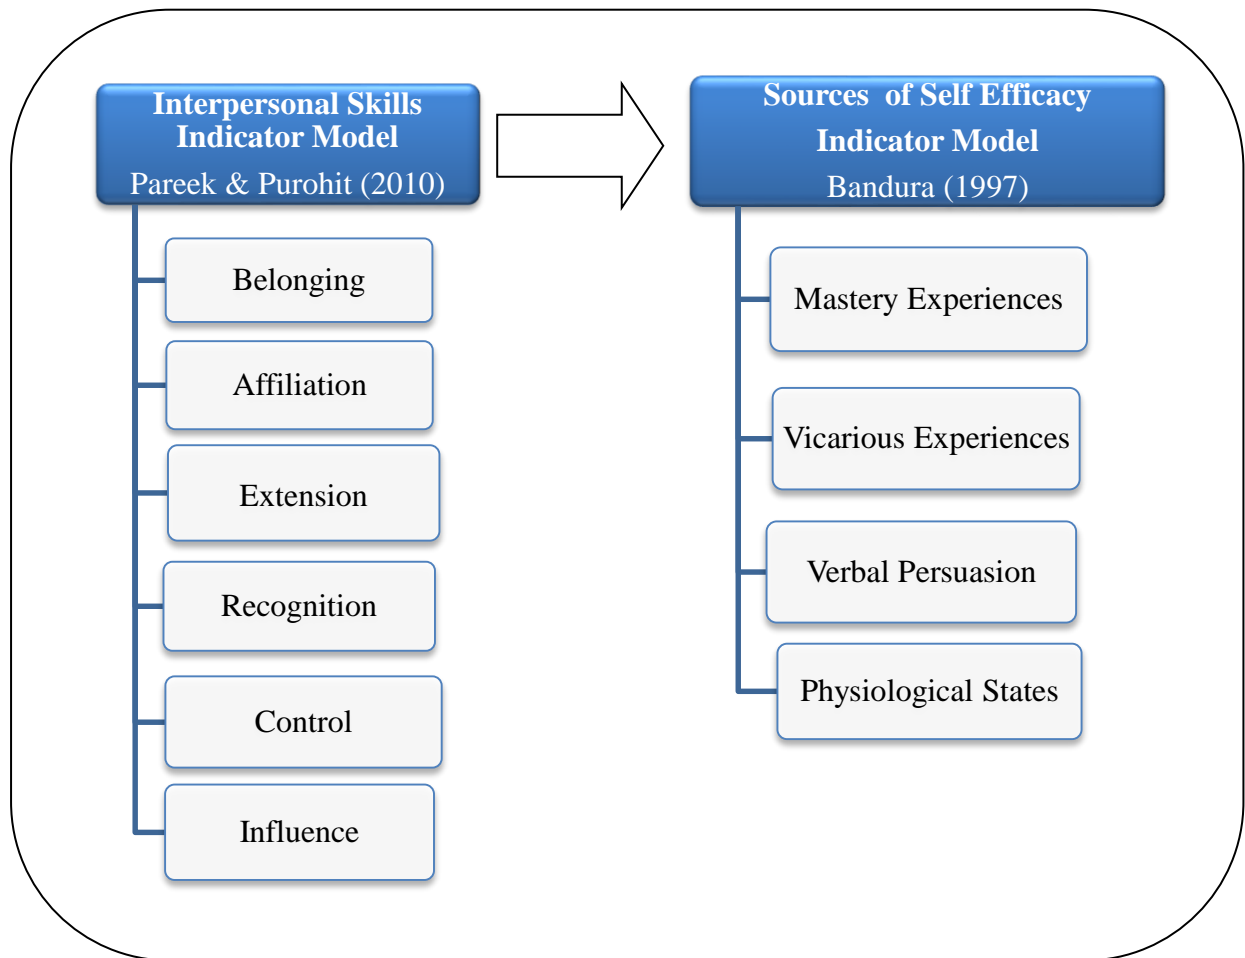 Interpersonal Skills
Indicator Model
Pareek & Purohit (2010)
Belonging
Affiliation
Extension
Recognition
Control
Influence
Sources of Self Efficacy
Indicator Model
Bandura (1997)
Mastery Experiences
Vicarious Experiences
Verbal Persuasion
Physiological States